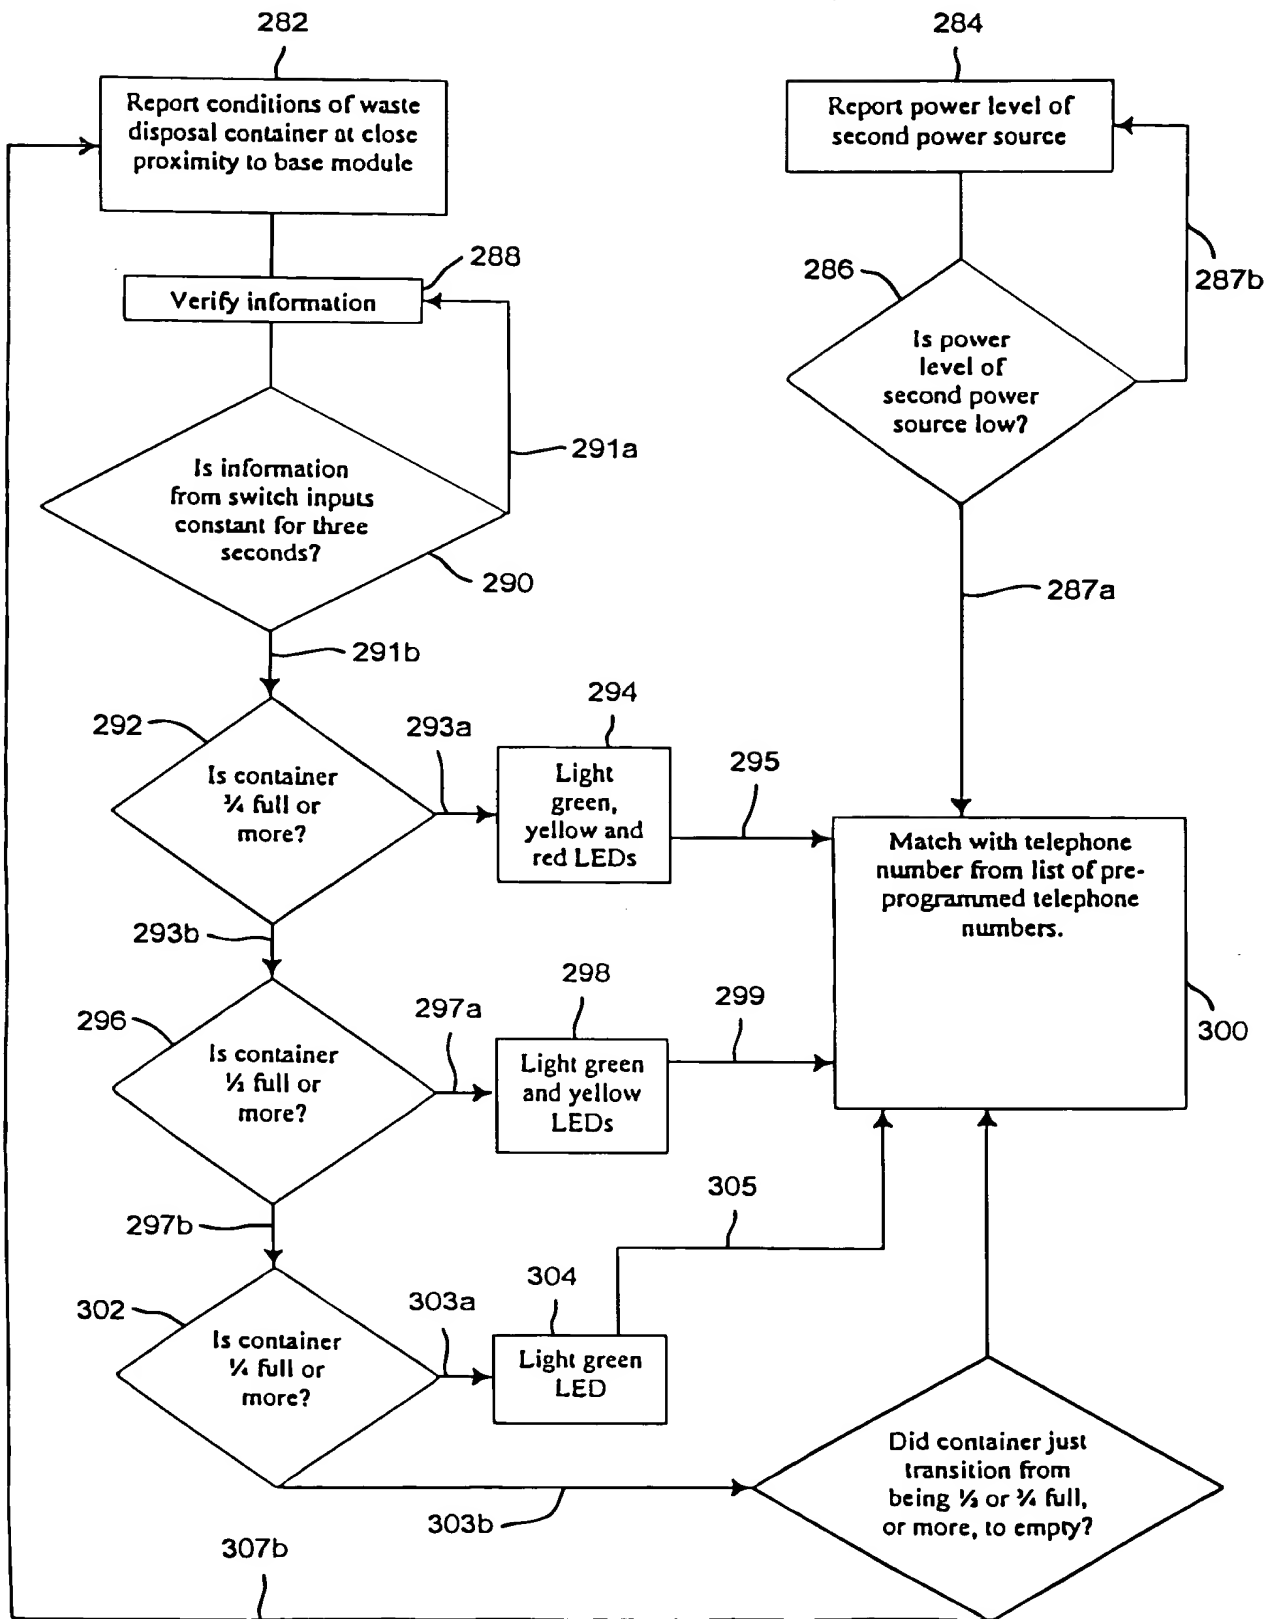 282
Report conditions of waste
disposal container at close
proximity to base module
288
Verify information
291a
Is information
from switch inputs
constant for three
seconds?
290
291b
292
Is container
¾ full or
more?
293a
294
Light
green,
yellow and
red LEDs
295
293b
296
Is container
½ full or
more?
297a
298
Light green
and yellow
LEDs
299
297b
302
Is container
¼ full or
more?
303a
304
Light green
LED
305
303b
307b
284
Report power level of
second power source
286
Is power
level of
second power
source low?
287b
287a
Match with telephone
number from list of pre-
programmed telephone
numbers.
300
Did container just
transition from
being ½ or ¾ full,
or more, to empty?